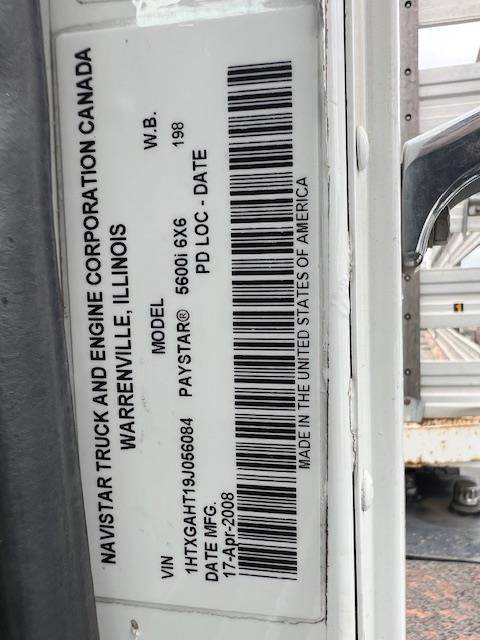 NAVISTAR TRUCK AND ENGINE CORPORATION CANADA
WARRENVILLE, ILLINOIS
VIN MODEL W.B.
1HTXGAHT19J056084 PAYSTAR® 5600i 6X6 198
DATE MFG. PD LOC - DATE
17-Apr-2008
MADE IN THE UNITED STATES OF AMERICA